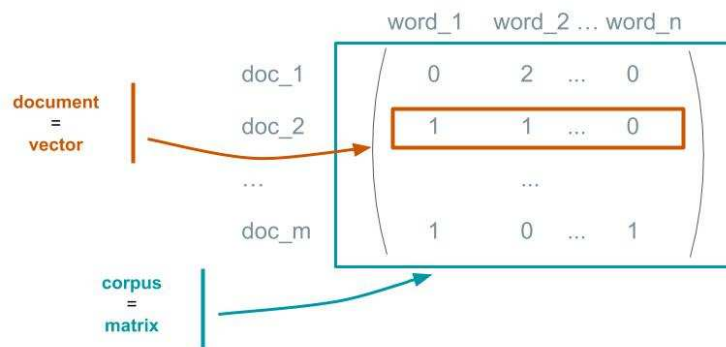 word_1 word_2 ... word_n
doc_1 0 2 ... 0
document
=
vector
doc_2 1 1 ... 0
... ...
doc_m 1 0 ... 1
corpus
=
matrix